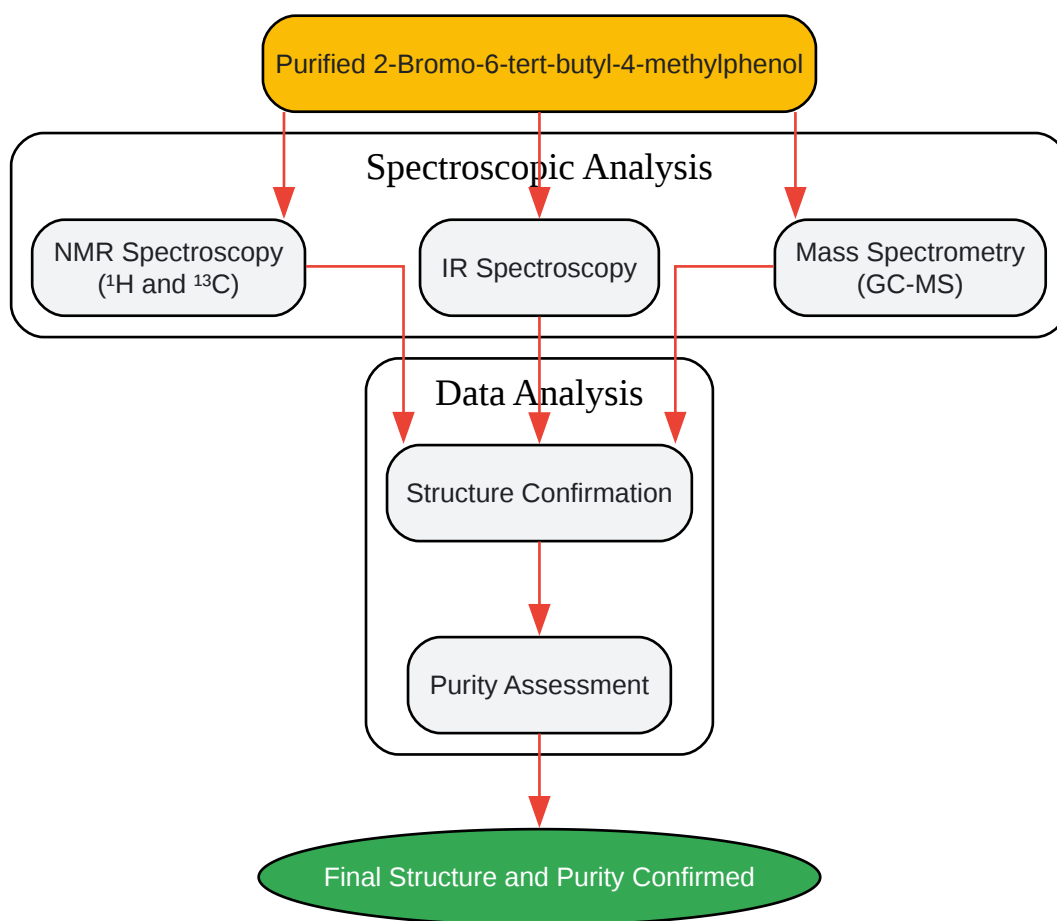 Purified 2-Bromo-6-tert-butyl-4-methylphenol
Spectroscopic Analysis
NMR Spectroscopy
(¹H and ¹³C)
IR Spectroscopy
Mass Spectrometry
(GC-MS)
Data Analysis
Structure Confirmation
Purity Assessment
Final Structure and Purity Confirmed